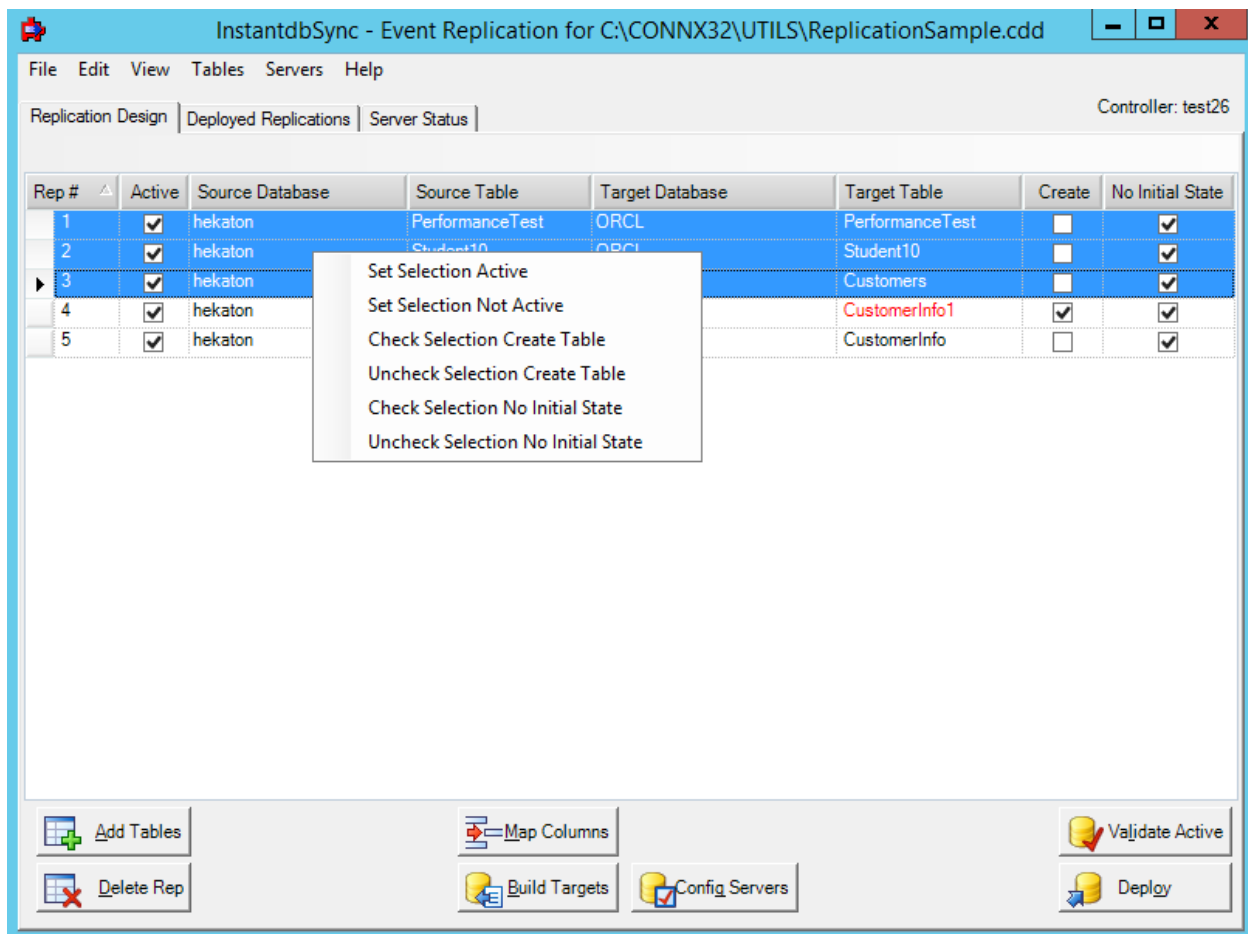 InstantdbSync - Event Replication for C:\CONNX32\UTILS\ReplicationSample.cdd
File Edit View Tables Servers Help
Controller: test26
Replication Design Deployed Replications Server Status
Rep # Active Source Database Source Table Target Database Target Table Create No Initial State
1 hekaton PerformanceTest ORCL PerformanceTest
2 hekaton Student10 ORCL Student10
3 hekaton Customers
4 hekaton CustomerInfo1
5 hekaton CustomerInfo
Set Selection Active
Set Selection Not Active
Check Selection Create Table
Uncheck Selection Create Table
Check Selection No Initial State
Uncheck Selection No Initial State
Add Tables Map Columns Validate Active
Delete Rep Build Targets Config Servers Deploy